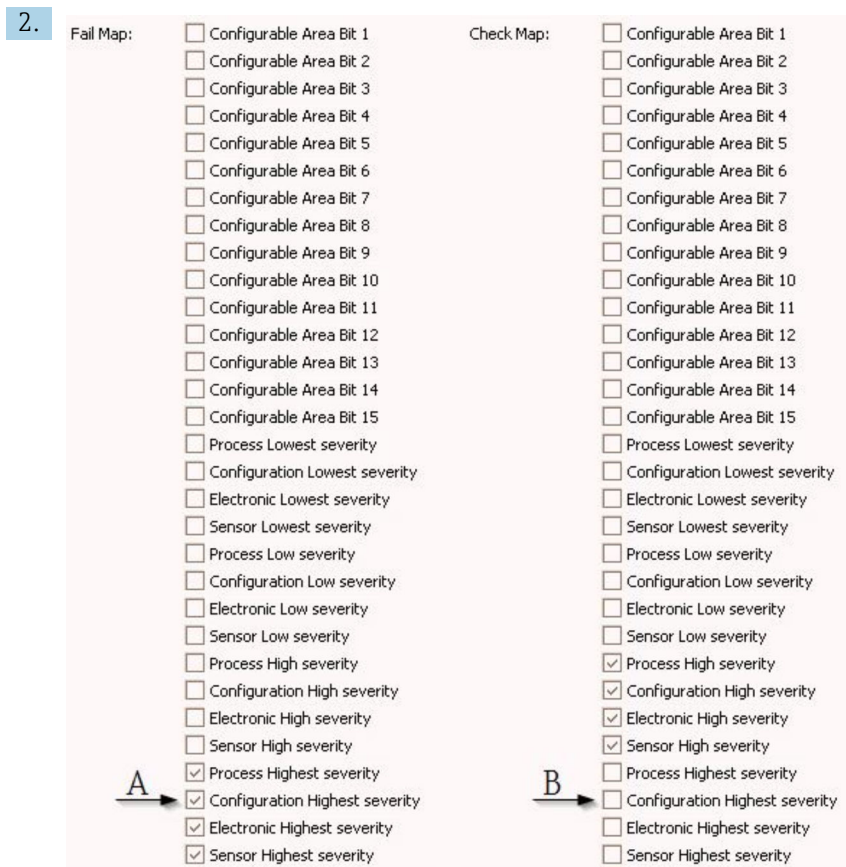 2.
Fail Map: Configurable Area Bit 1 Check Map: Configurable Area Bit 1
Configurable Area Bit 2 Configurable Area Bit 2
Configurable Area Bit 3 Configurable Area Bit 3
Configurable Area Bit 4 Configurable Area Bit 4
Configurable Area Bit 5 Configurable Area Bit 5
Configurable Area Bit 6 Configurable Area Bit 6
Configurable Area Bit 7 Configurable Area Bit 7
Configurable Area Bit 8 Configurable Area Bit 8
Configurable Area Bit 9 Configurable Area Bit 9
Configurable Area Bit 10 Configurable Area Bit 10
Configurable Area Bit 11 Configurable Area Bit 11
Configurable Area Bit 12 Configurable Area Bit 12
Configurable Area Bit 13 Configurable Area Bit 13
Configurable Area Bit 14 Configurable Area Bit 14
Configurable Area Bit 15 Configurable Area Bit 15
Process Lowest severity Process Lowest severity
Configuration Lowest severity Configuration Lowest severity
Electronic Lowest severity Electronic Lowest severity
Sensor Lowest severity Sensor Lowest severity
Process Low severity Process Low severity
Configuration Low severity Configuration Low severity
Electronic Low severity Electronic Low severity
Sensor Low severity Sensor Low severity
Process High severity Process High severity
Configuration High severity Configuration High severity
Electronic High severity Electronic High severity
Sensor High severity Sensor High severity
Process Highest severity Process Highest severity
A Configuration Highest severity B Configuration Highest severity
Electronic Highest severity Electronic Highest severity
Sensor Highest severity Sensor Highest severity